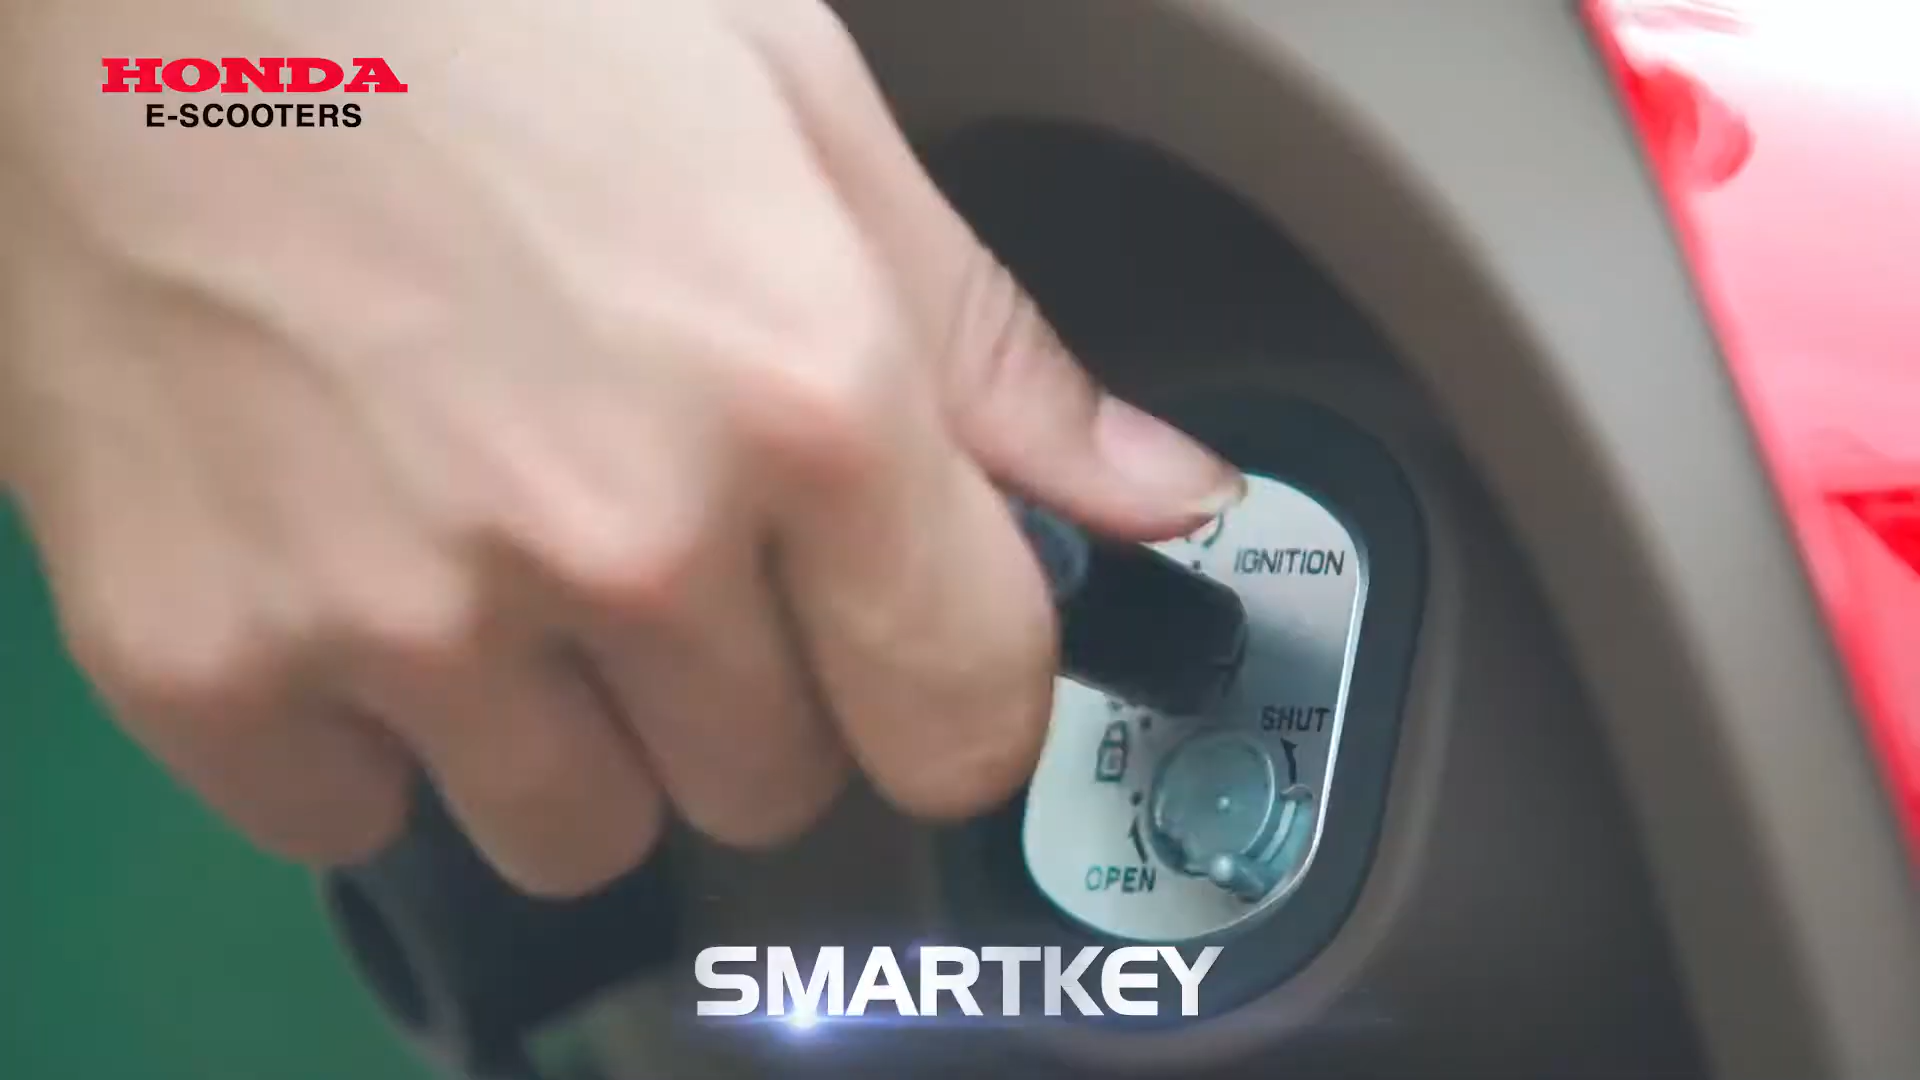 HONDA
E-SCOOTERS
IGNITION
SHUT
OPEN
SMARTKEY